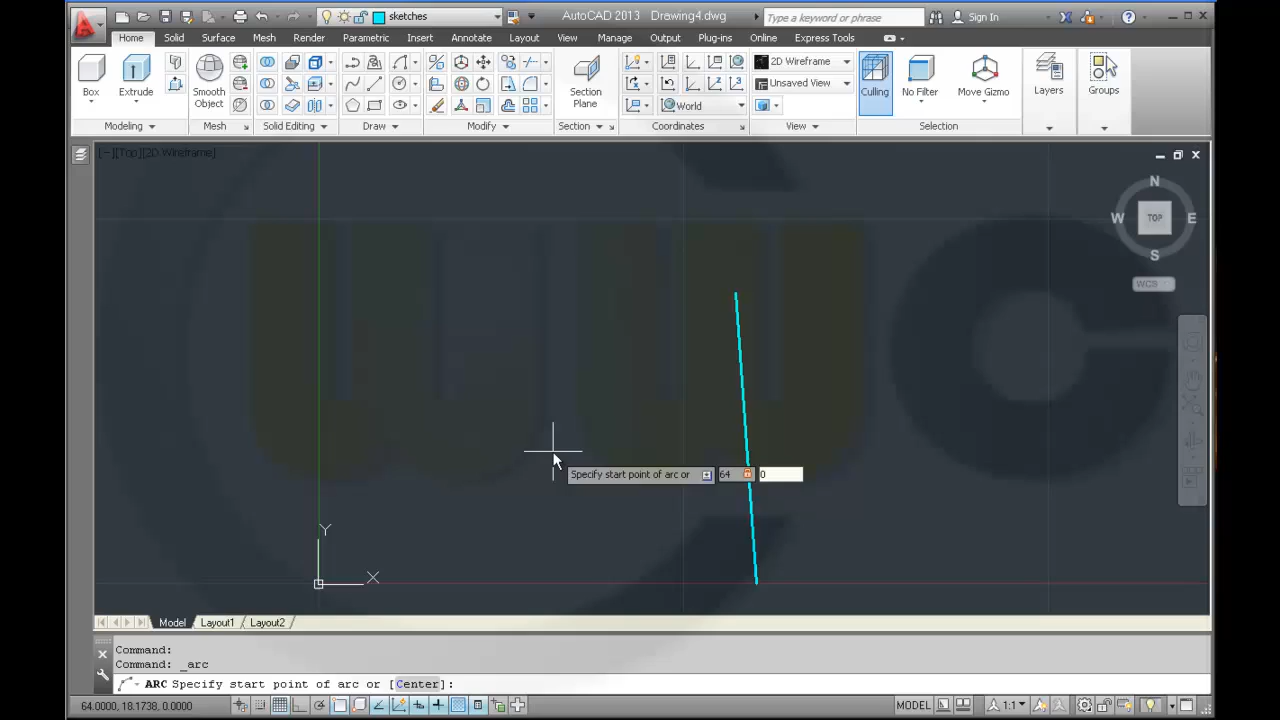 AutoCAD 2013 Drawing4.dwg
Type a keyword or phrase
Sign In
sketches
Home Solid Surface Mesh Render Parametric Insert Annotate Layout View Manage Output Plug-ins Online Express Tools
Box
Extrude
Smooth Object
Section Plane
2D Wireframe
Unsaved View
World
Culling
No Filter
Move Gizmo
Layers
Groups
Modeling Mesh Solid Editing Draw Modify Section Coordinates View Selection
[−][Top][2D Wireframe]
N
W TOP E
S
WCS
Specify start point of arc or 64 0
Y
X
Model Layout1 Layout2
Command:
Command: _arc
ARC Specify start point of arc or [Center]:
64.0000, 18.1738, 0.0000
MODEL
1:1